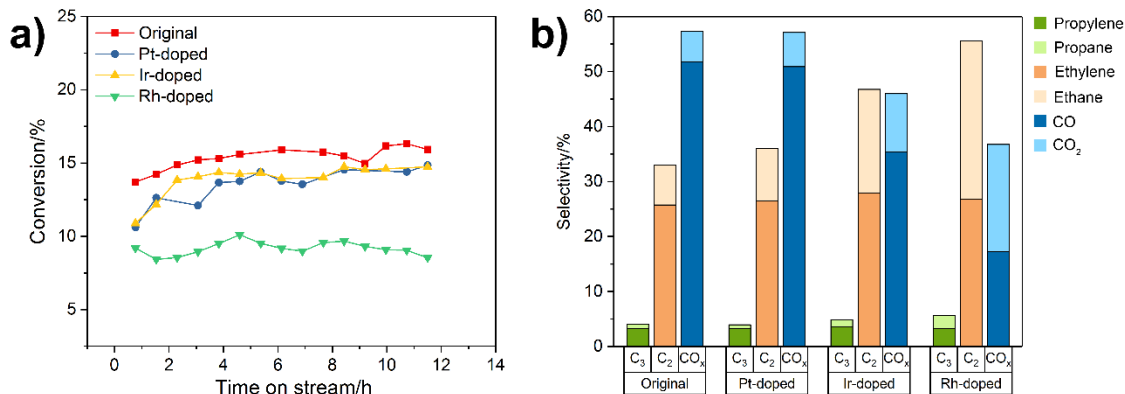 a)
Conversion/%
25
20
15
10
5
Original
Pt-doped
Ir-doped
Rh-doped
0 2 4 6 8 10 12 14
Time on stream/h
b)
Selectivity/%
60
50
40
30
20
10
0
C₃ C₂ COₓ C₃ C₂ COₓ C₃ C₂ COₓ C₃ C₂ COₓ
Original Pt-doped Ir-doped Rh-doped
Propylene
Propane
Ethylene
Ethane
CO
CO₂